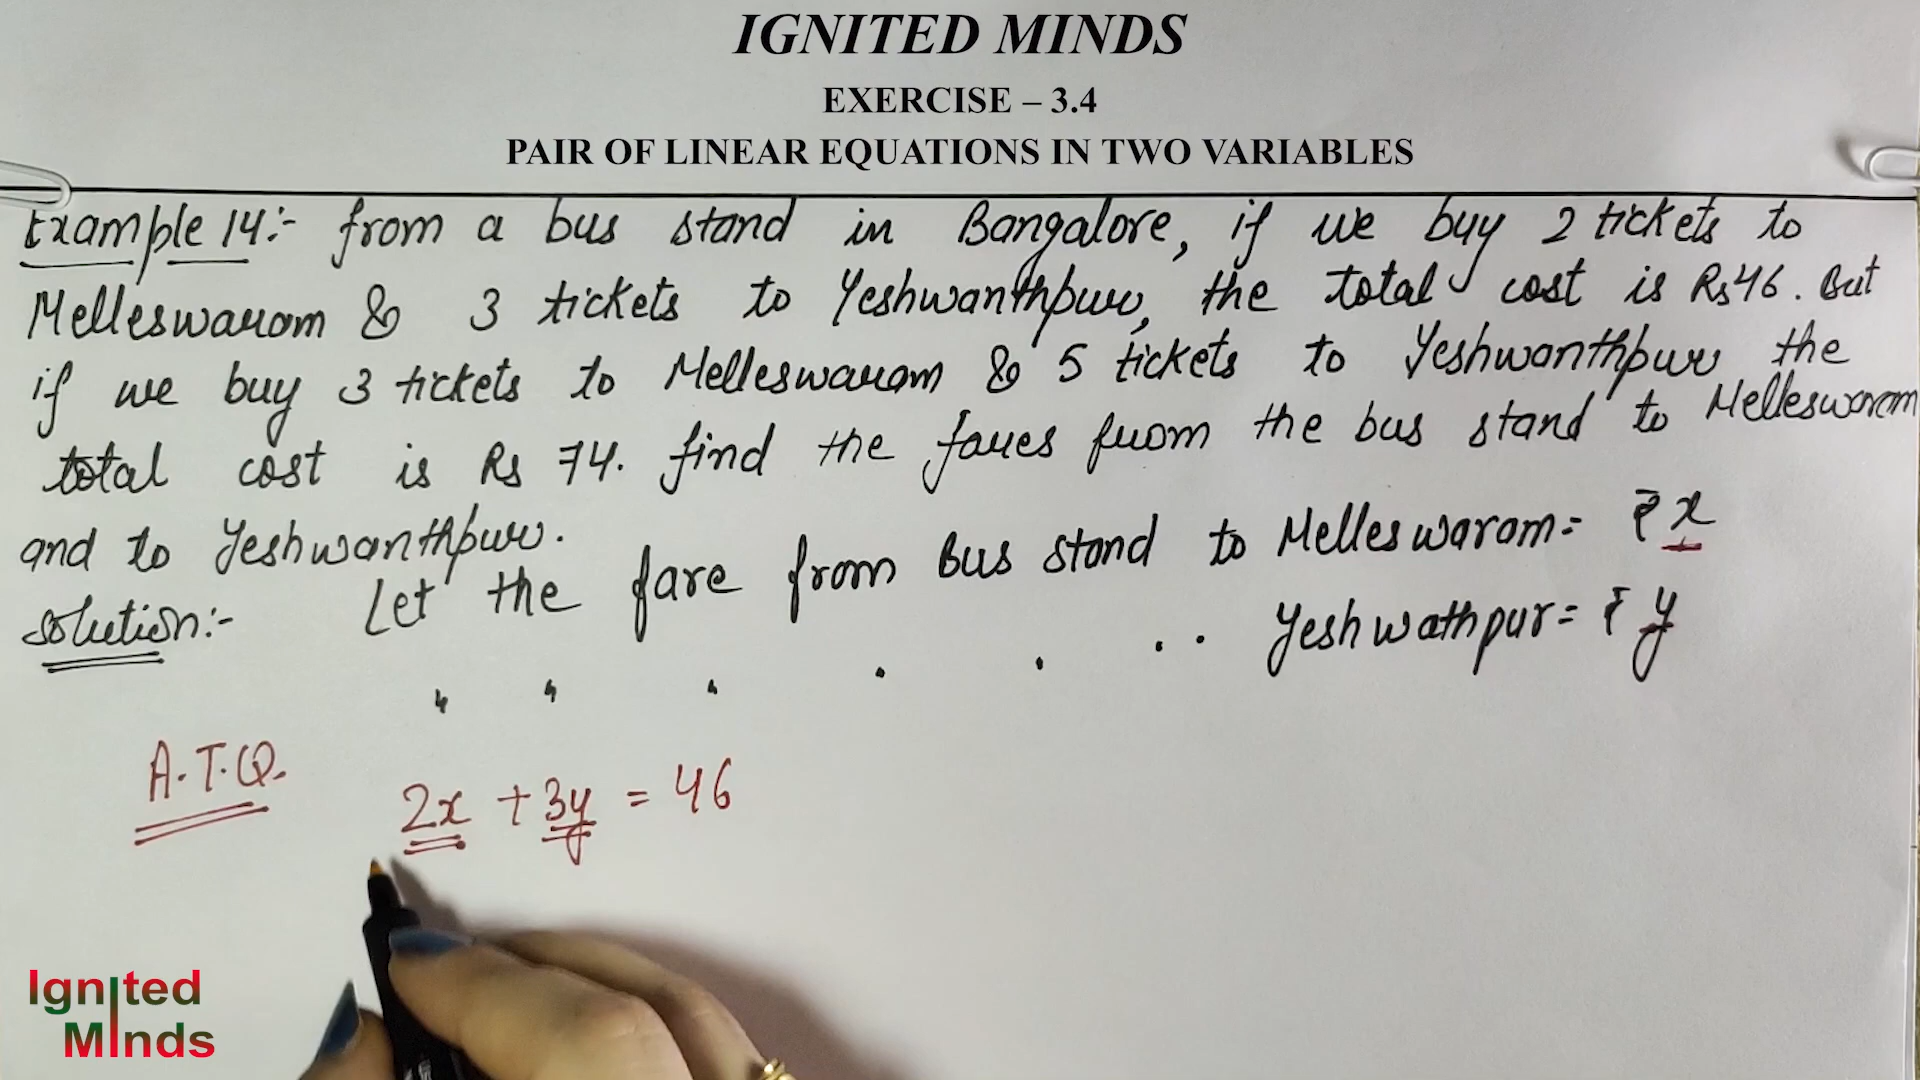 IGNITED MINDS
EXERCISE – 3.4
PAIR OF LINEAR EQUATIONS IN TWO VARIABLES
Example 14:- from a bus stand in Bangalore, if we buy 2 tickets to
Melleswaram & 3 tickets to Yeshwanthpur, the total cost is Rs 46. But
if we buy 3 tickets to Melleswaram & 5 tickets to Yeshwanthpur the
total cost is Rs 74. find the fares from the bus stand to Melleswaram
and to Yeshwanthpur.
solution:- Let the fare from Bus stand to Melleswaram = ₹ x
" " " . . . . Yeshwathpur = ₹ y
A.T.Q. 2x + 3y = 46
Ignited
Minds